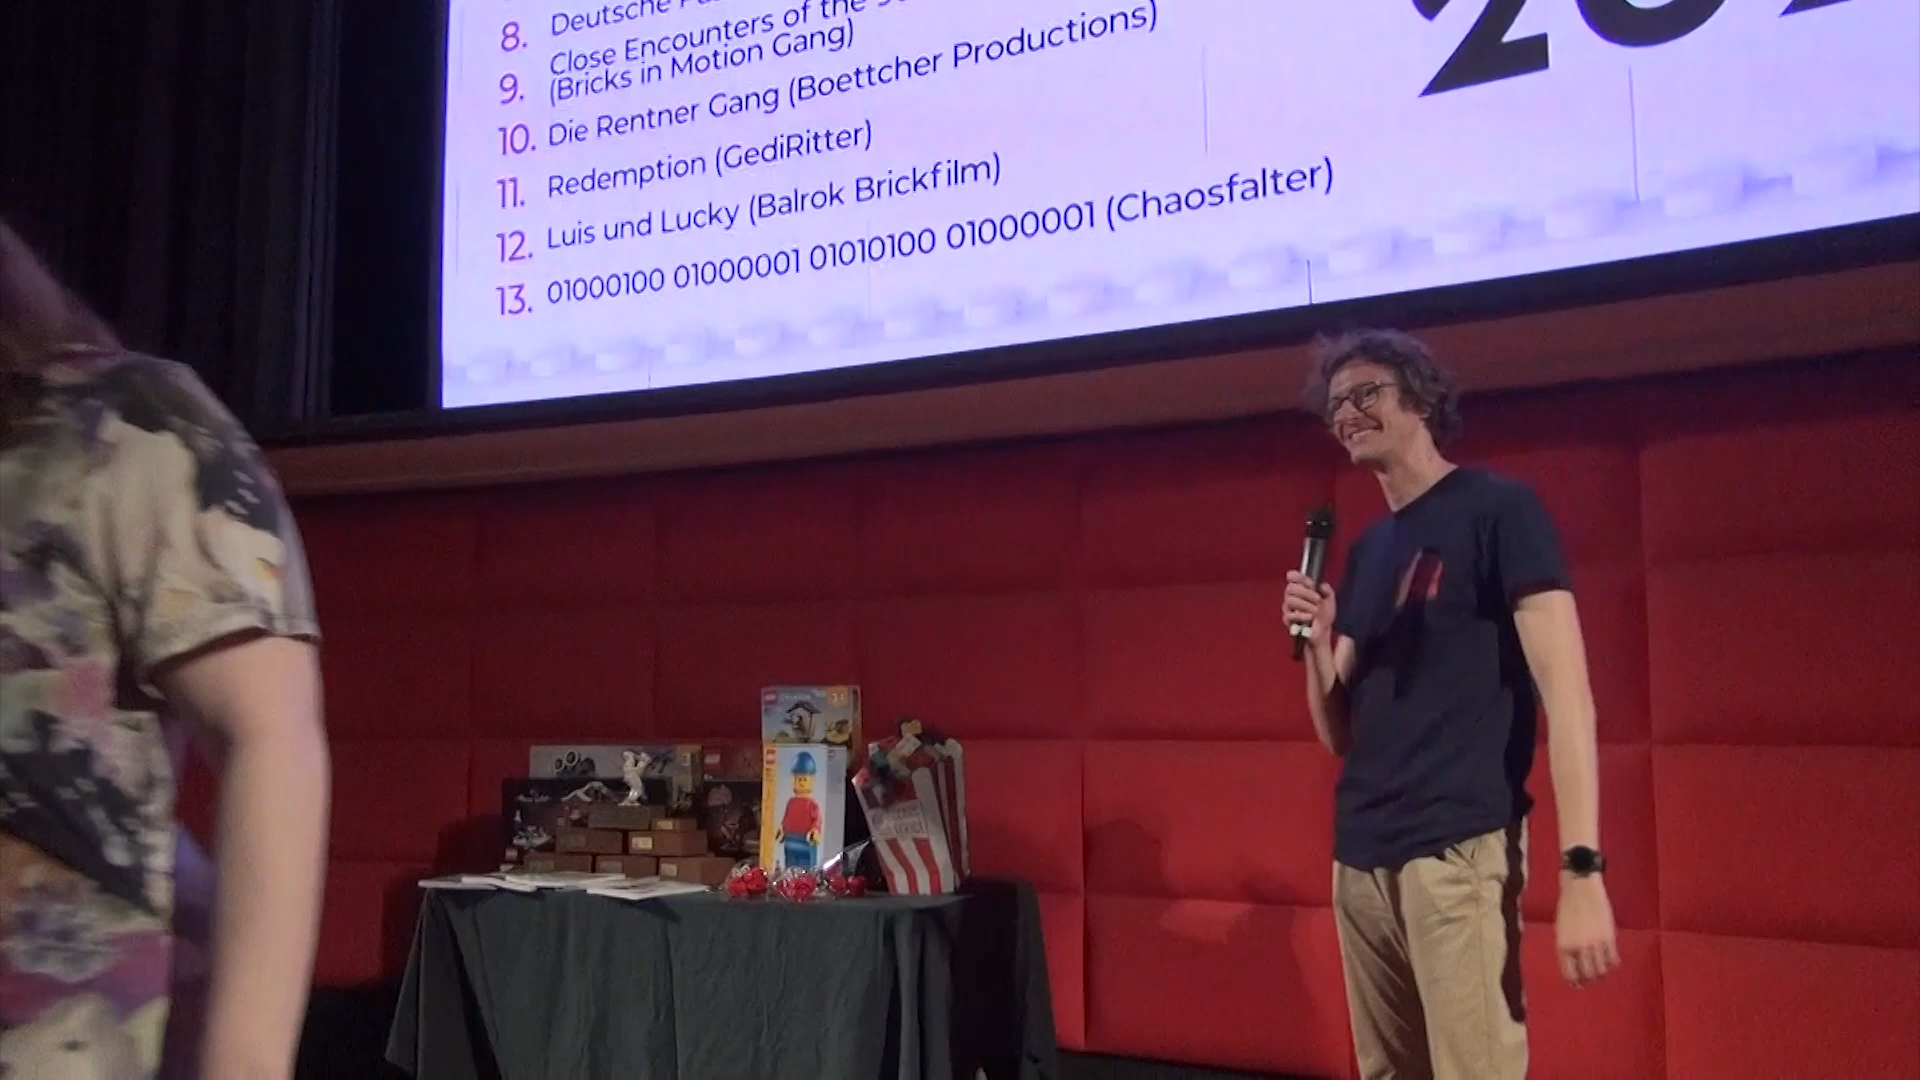 8. Deutsche
9. Close Encounters of the
(Bricks in Motion Gang)
10. Die Rentner Gang (Boettcher Productions)
11. Redemption (GediRitter)
12. Luis und Lucky (Balrok Brickfilm)
13. 01000100 01000001 01010100 01000001 (Chaosfalter)